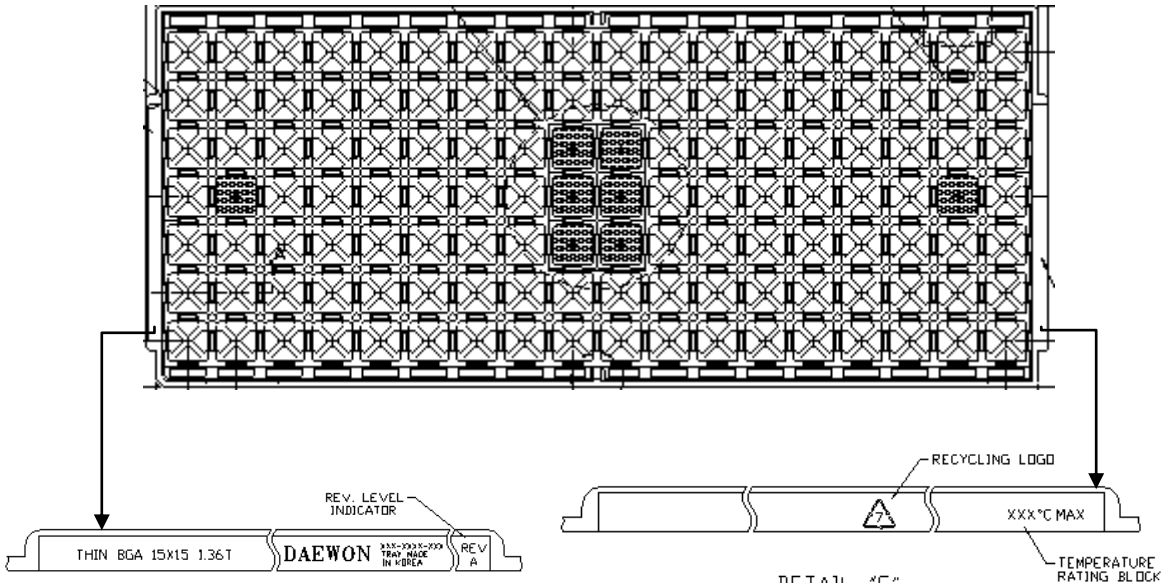 A
RECYCLING LOGO
REV. LEVEL
INDICATOR
7
XXX°C MAX
THIN BGA 15X15 1.36T
DAEWON
XXX-XXXX-XXX
TRAY MADE
IN KOREA
REV
A
TEMPERATURE
RATING BLOCK
DETAIL